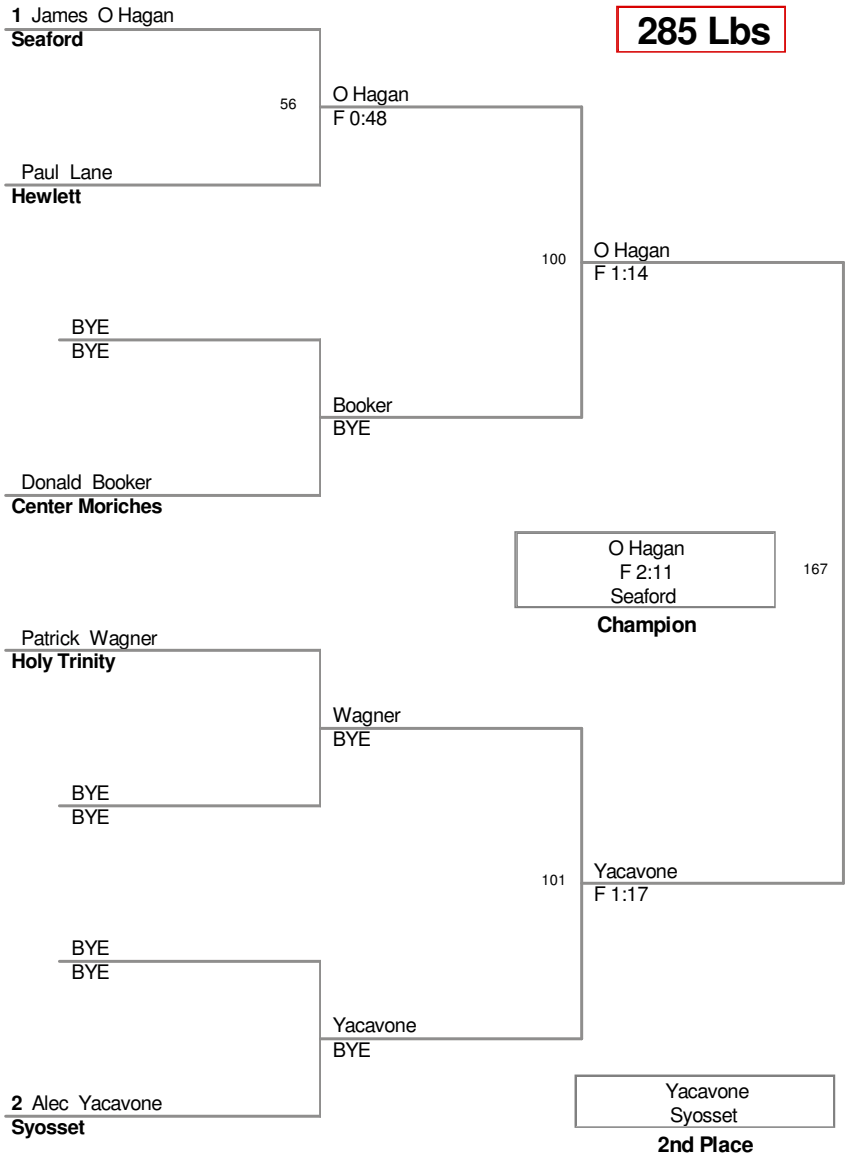 1 James O Hagan
Seaford
285 Lbs
56
O Hagan
F 0:48
Paul Lane
Hewlett
100
O Hagan
F 1:14
BYE
BYE
Booker
BYE
Donald Booker
Center Moriches
O Hagan
F 2:11
Seaford
167
Champion
Patrick Wagner
Holy Trinity
Wagner
BYE
BYE
BYE
101
Yacavone
F 1:17
BYE
BYE
Yacavone
BYE
2 Alec Yacavone
Syosset
Yacavone
Syosset
2nd Place